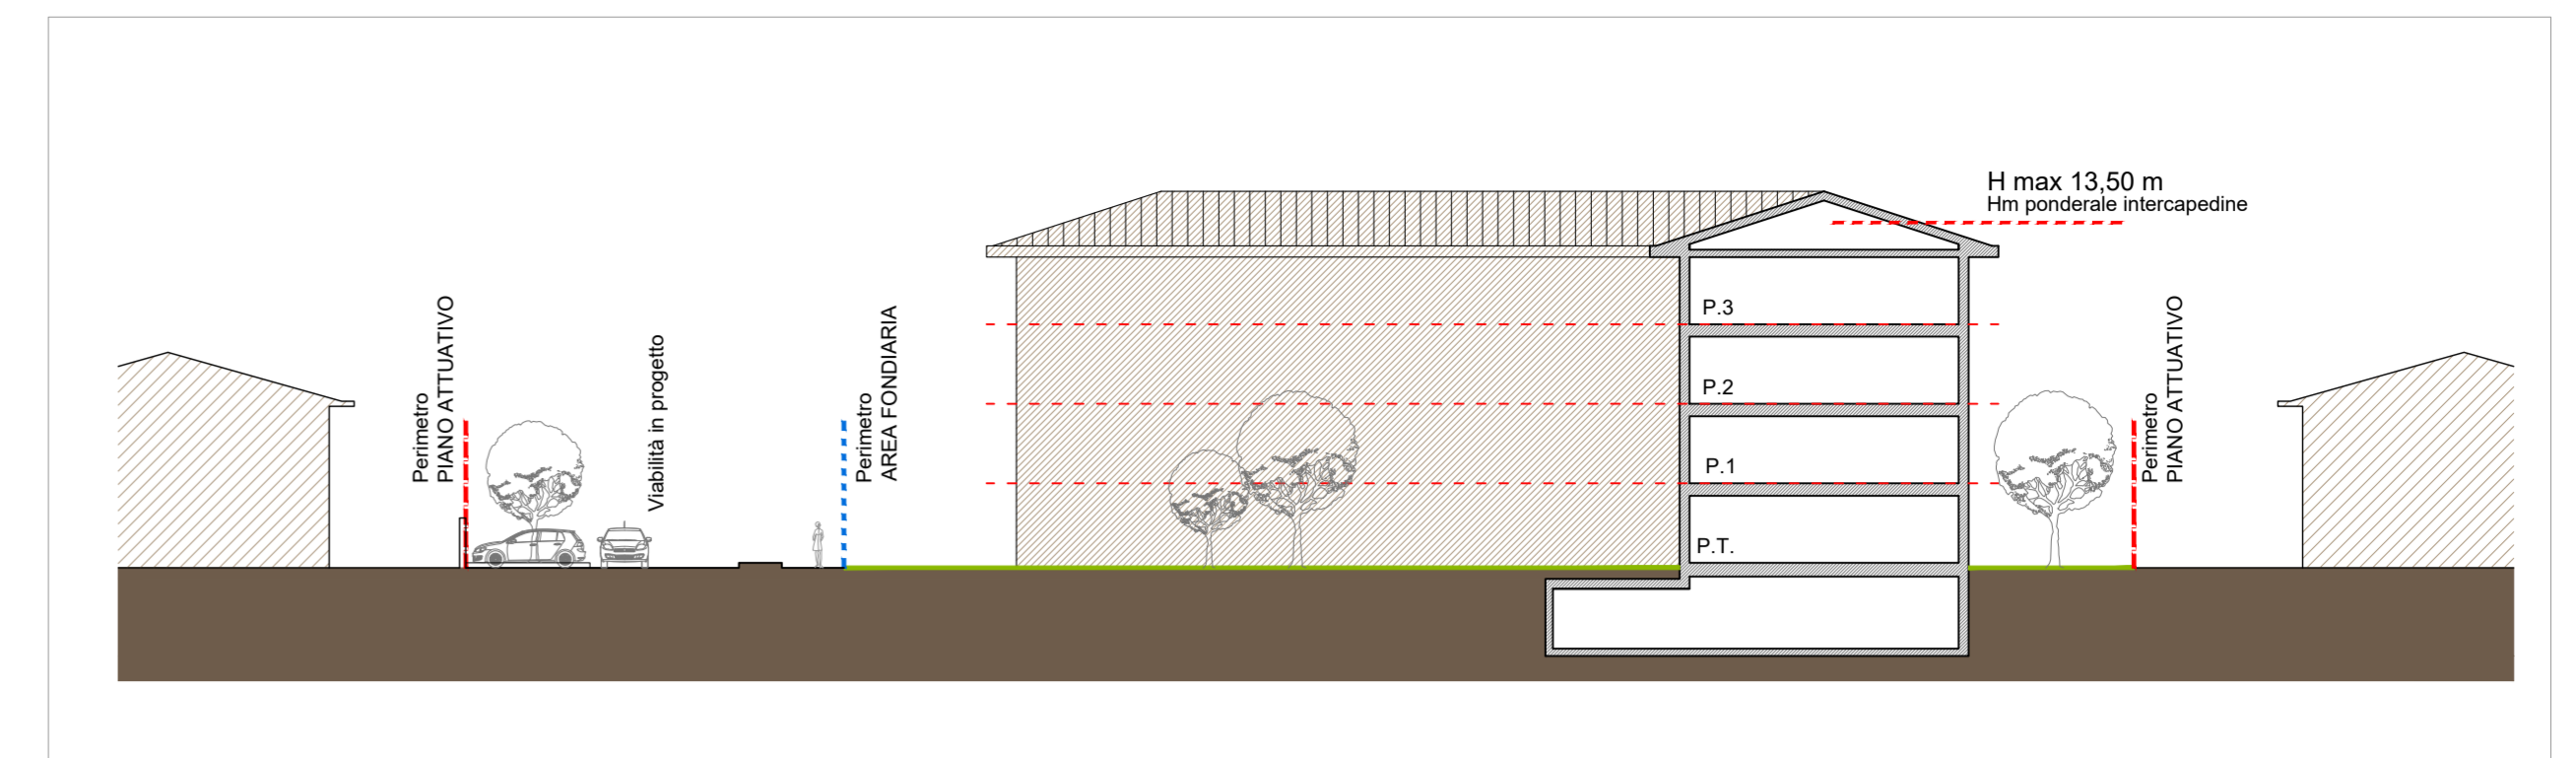 H max 13,50 m
Hm ponderale intercapedine
Perimetro
PIANO ATTUATIVO
Viabilità in progetto
Perimetro
AREA FONDIARIA
P.3
P.2
P.1
P.T.
Perimetro
PIANO ATTUATIVO